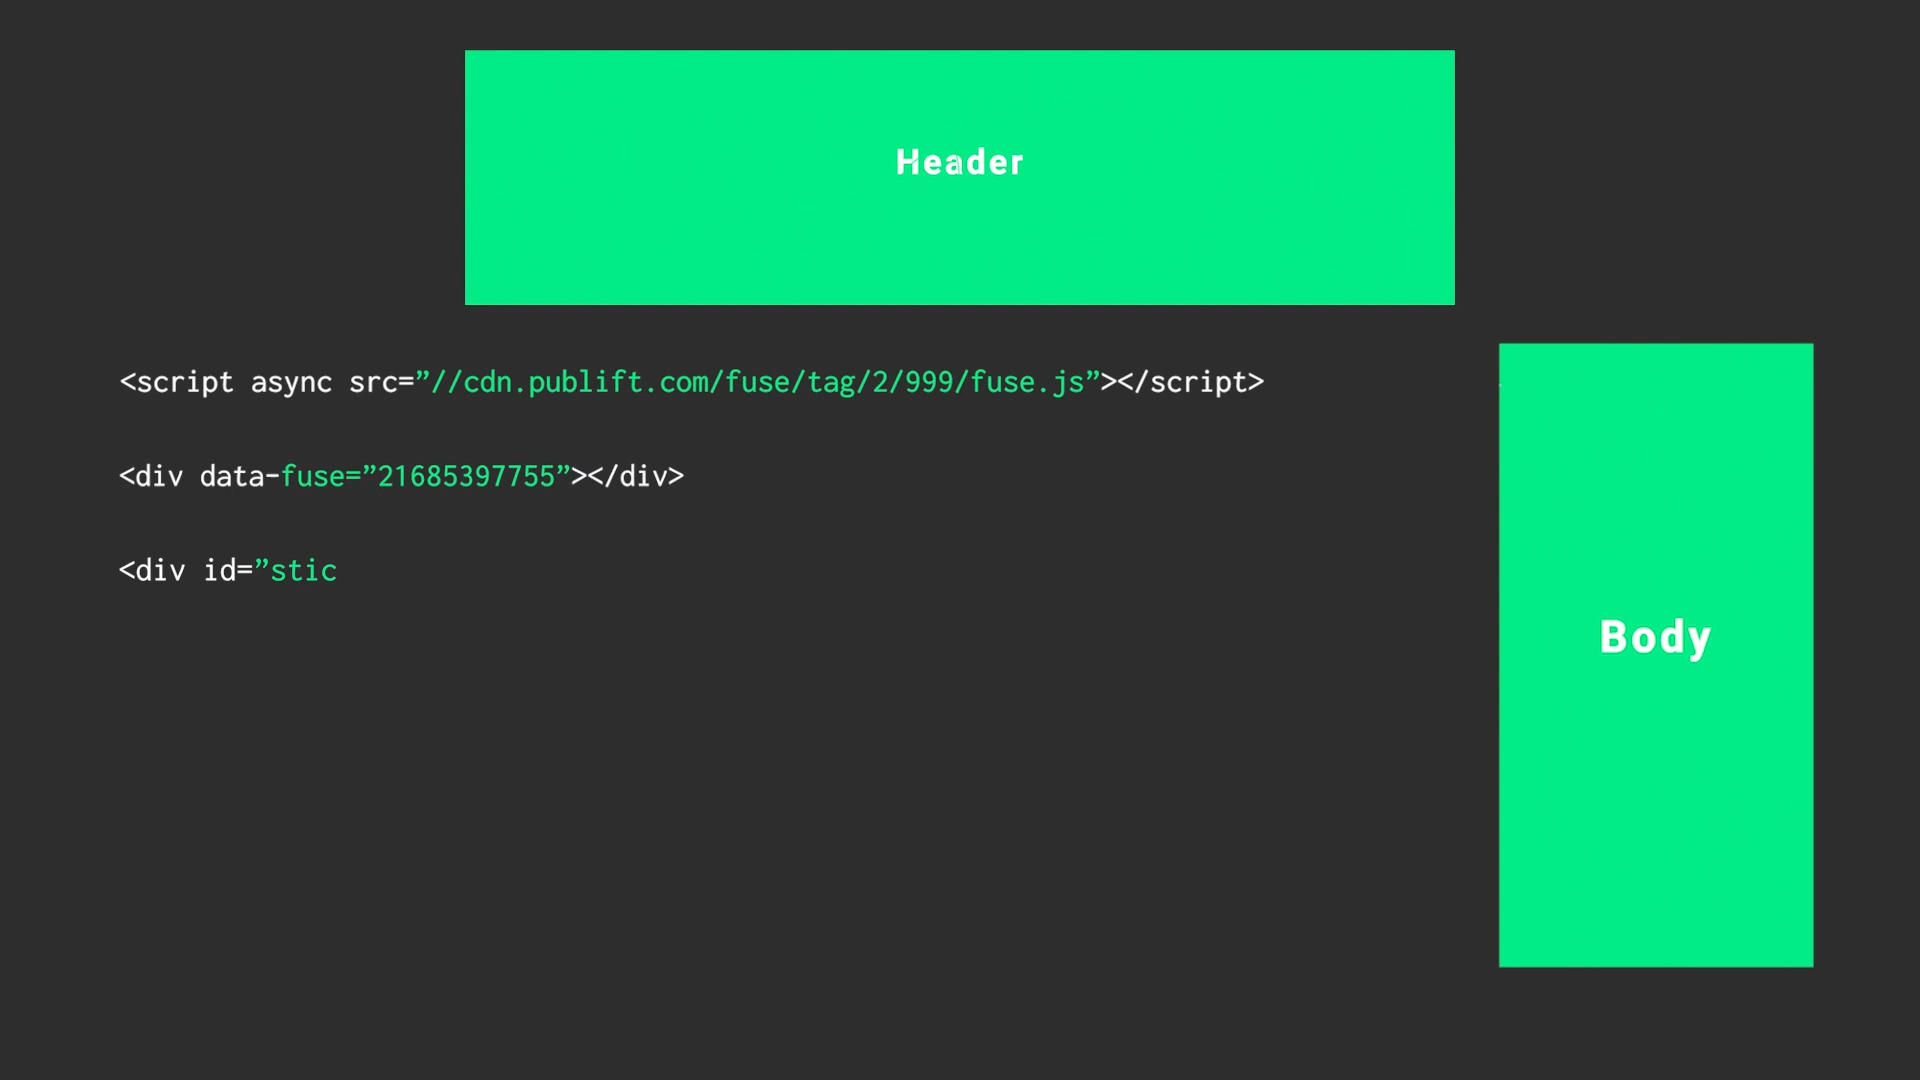 Header
<script async src=”//cdn.publift.com/fuse/tag/2/999/fuse.js”></script>
<div data-fuse=”21685397755”></div>
<div id=”stic
Body